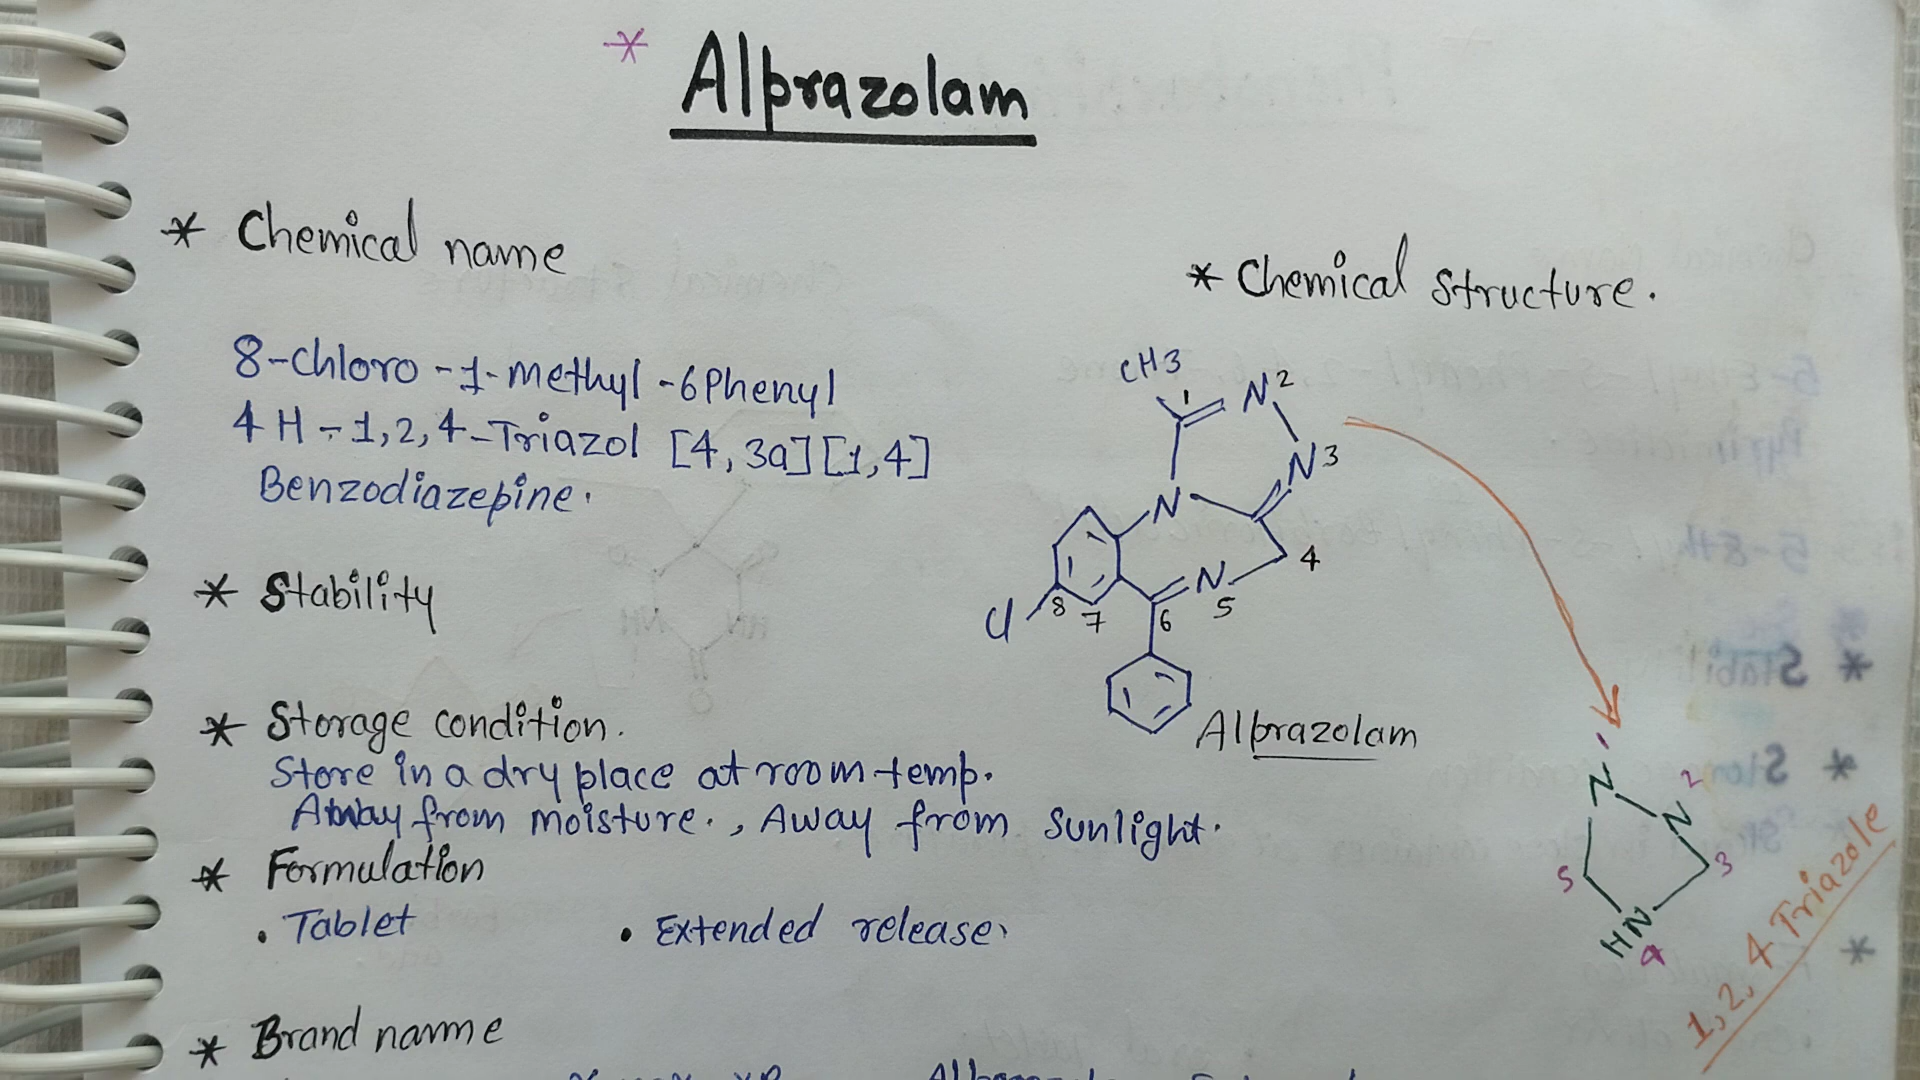 * Alprazolam
* Chemical name
* Chemical Structure.
8-chloro-1-methyl-6Phenyl
4H-1,2,4-Triazol [4,3a][1,4]
Benzodiazepine.
CH3
1
N2
N3
N
4
N
5
6
7
8
Cl
Alprazolam
* Stability
* Storage condition.
Store in a dry place at room temp.
Away from moisture., Away from Sunlight.
* Formulation
• Tablet • Extended release.
N
N 2
3
HN
4
5
1,2,4 Triazole
* Brand name